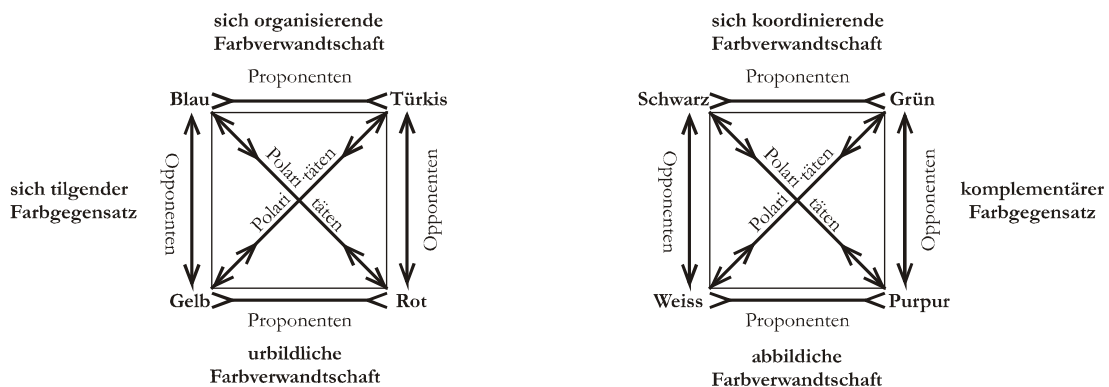 sich organisierende
Farbverwandtschaft
Proponenten
Blau
Türkis
Opponenten
Polari täten
Polari täten
Opponenten
sich tilgender
Farbgegensatz
Gelb
Rot
Proponenten
urbildliche
Farbverwandtschaft
sich koordinierende
Farbverwandtschaft
Proponenten
Schwarz
Grün
Opponenten
Polari täten
Polari täten
Opponenten
komplementärer
Farbgegensatz
Weiss
Purpur
Proponenten
abbildiche
Farbverwandtschaft